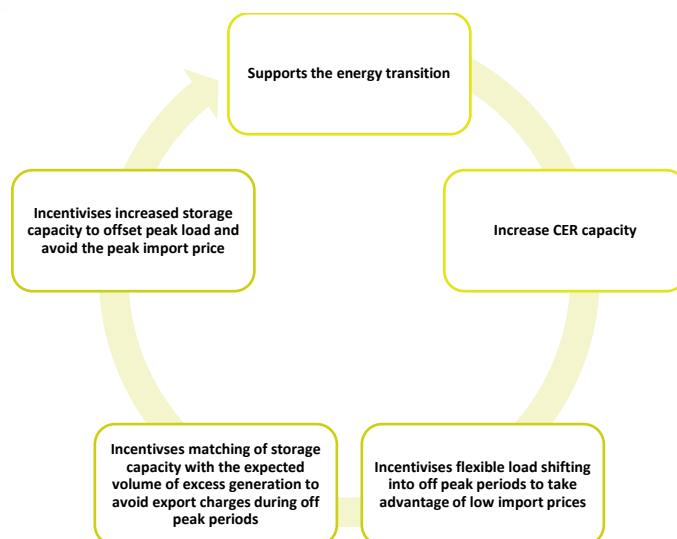 Supports the energy transition
Increase CER capacity
Incentivises flexible load shifting
into off peak periods to take
advantage of low import prices
Incentivses matching of storage
capacity with the expected
volume of excess generation to
avoid export charges during off
peak periods
Incentivises increased storage
capacity to offset peak load and
avoid the peak import price